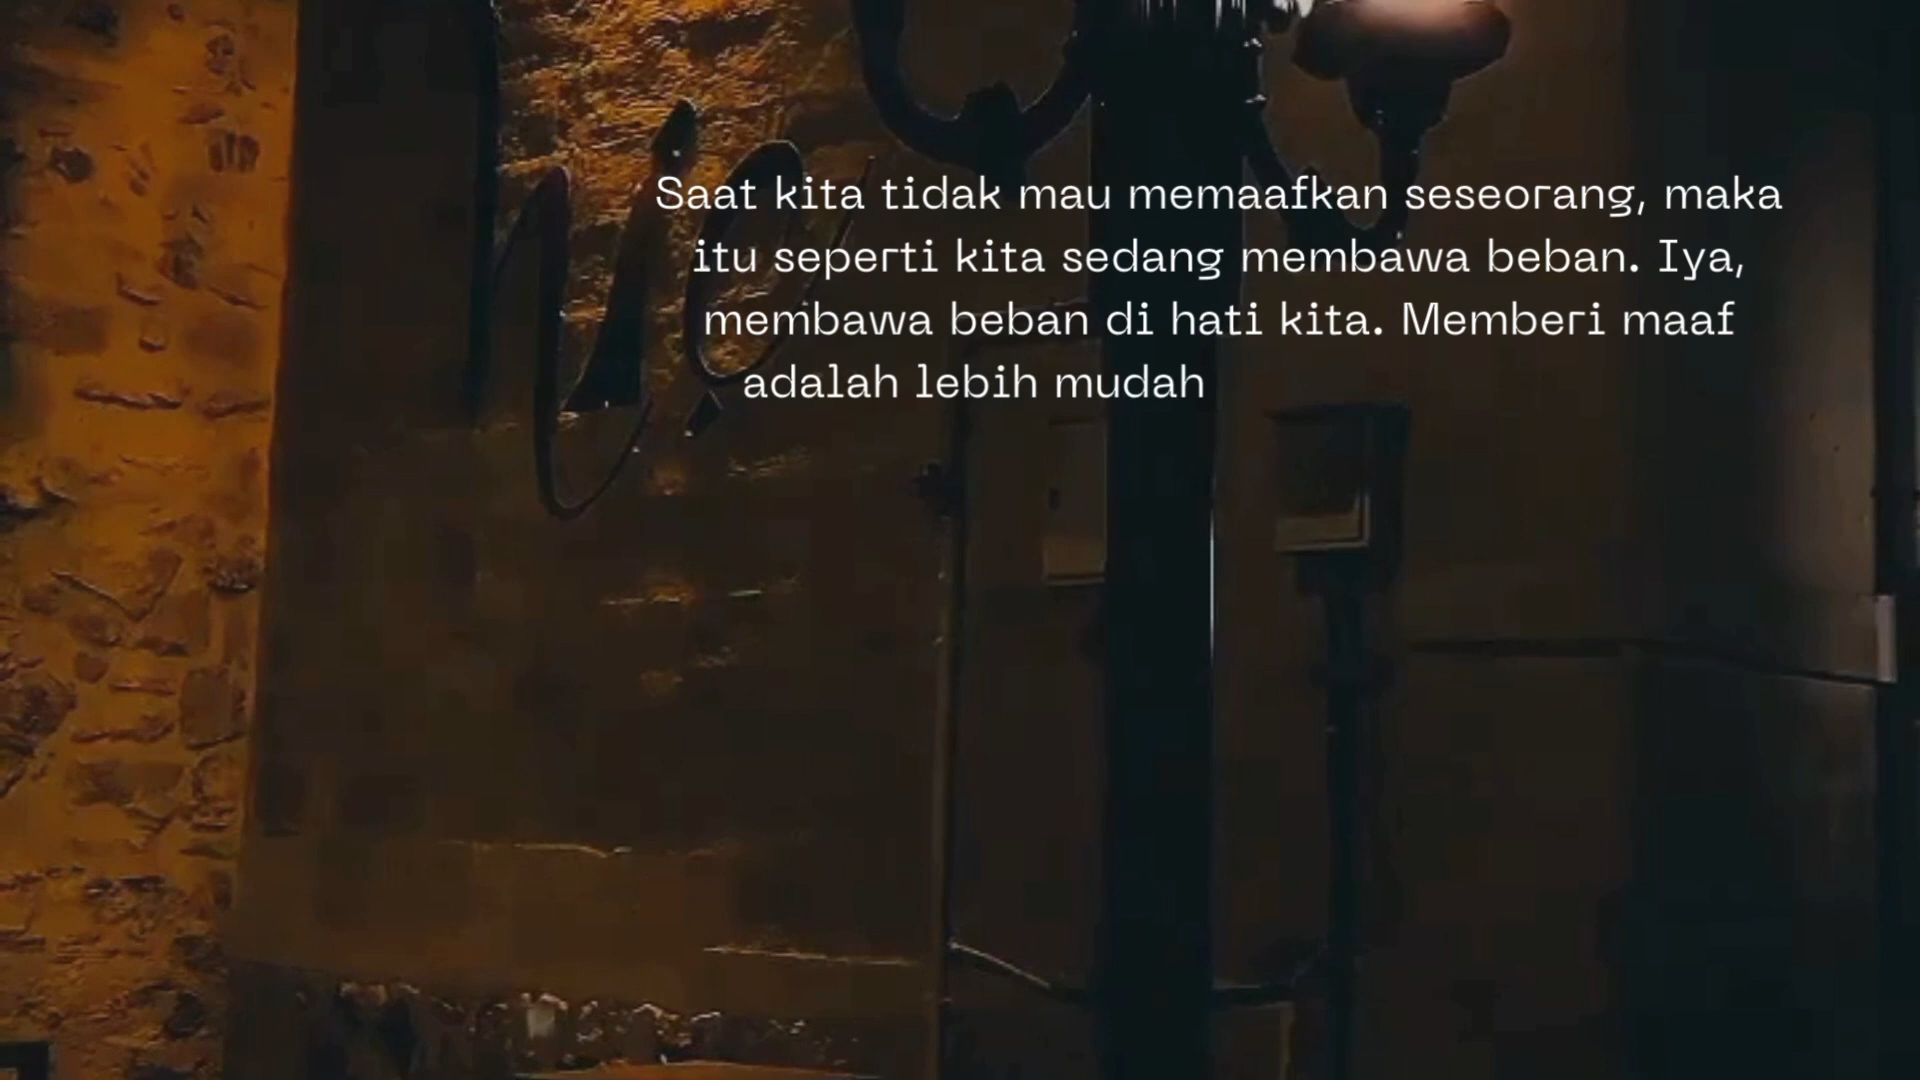 Saat kita tidak mau memaafkan seseorang, maka
itu seperti kita sedang membawa beban. Iya,
membawa beban di hati kita. Memberi maaf
adalah lebih mudah